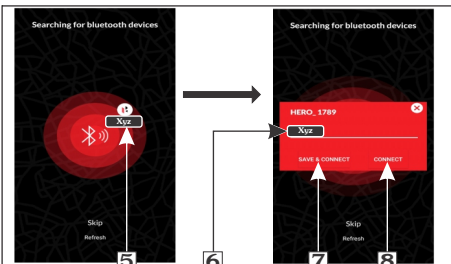 Searching for bluetooth devices
Xyz
Skip
Refresh
5
Searching for bluetooth devices
HERO_1789
Xyz
SAVE & CONNECT CONNECT
Skip
Refresh
6
7
8